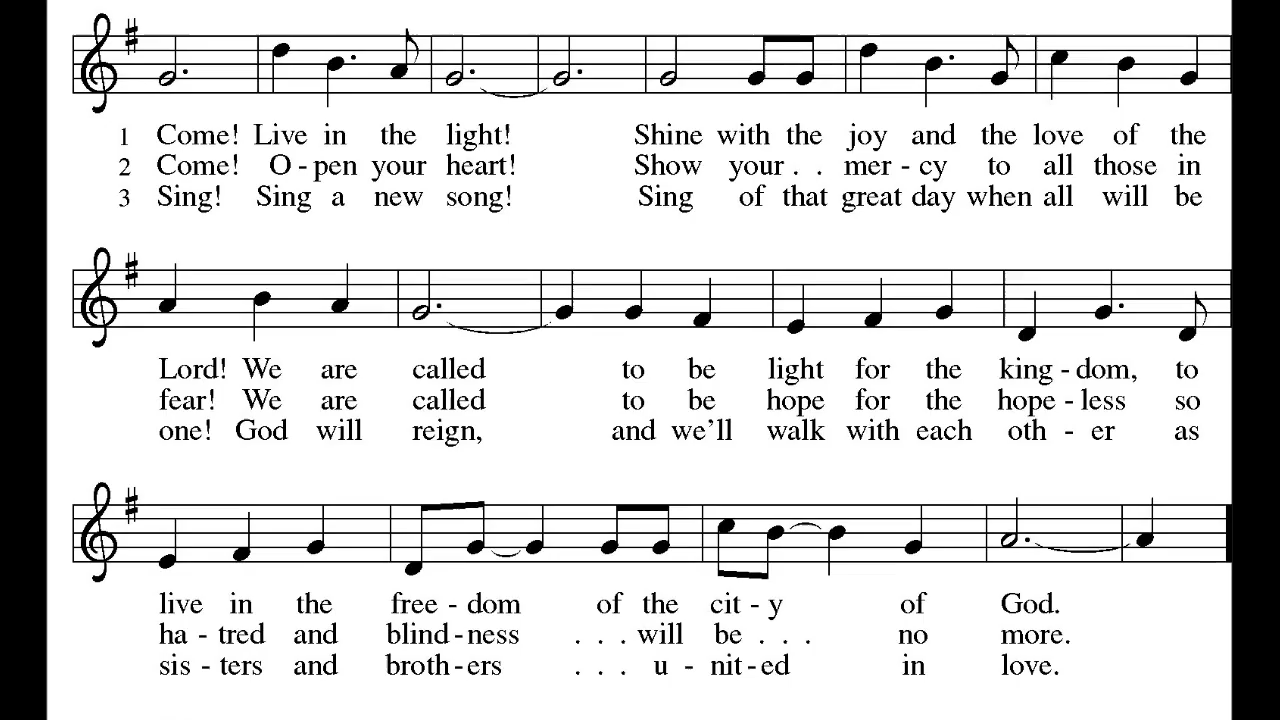 1 Come! Live in the light! Shine with the joy and the love of the
2 Come! O - pen your heart! Show your . . mer - cy to all those in
3 Sing! Sing a new song! Sing of that great day when all will be
Lord! We are called to be light for the king - dom, to
fear! We are called to be hope for the hope - less so
one! God will reign, and we'll walk with each oth - er as
live in the free - dom of the cit - y of God.
ha - tred and blind - ness . . . will be . . . no more.
sis - ters and broth - ers . . . u - nit - ed in love.